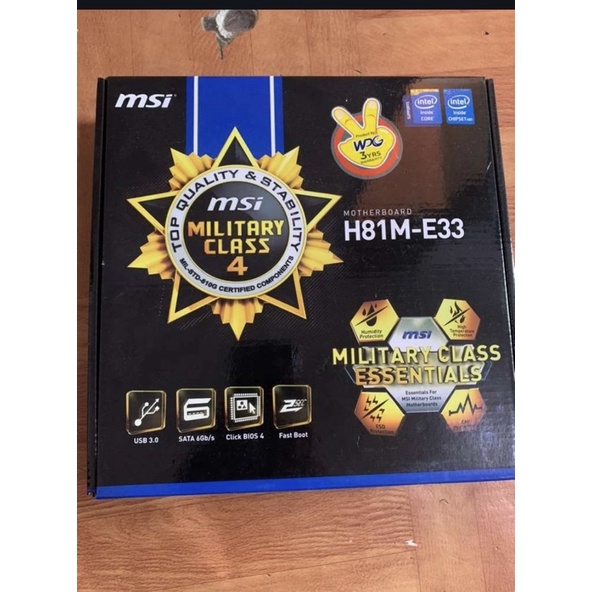 msi
intel
inside
CORE
intel
inside
CHIPSET
WDG
3YRS
TOP QUALITY & STABILITY
msi
MILITARY
CLASS
4
MIL-STD-810G CERTIFIED COMPONENTS
MOTHERBOARD
H81M-E33
Humidity
Protection
msi
High
Temperature
Protection
MILITARY CLASS
ESSENTIALS
Essentials For
MSI Military Class
Motherboards
ESD
USB 3.0
SATA 6Gb/s
Click BIOS 4
Fast Boot